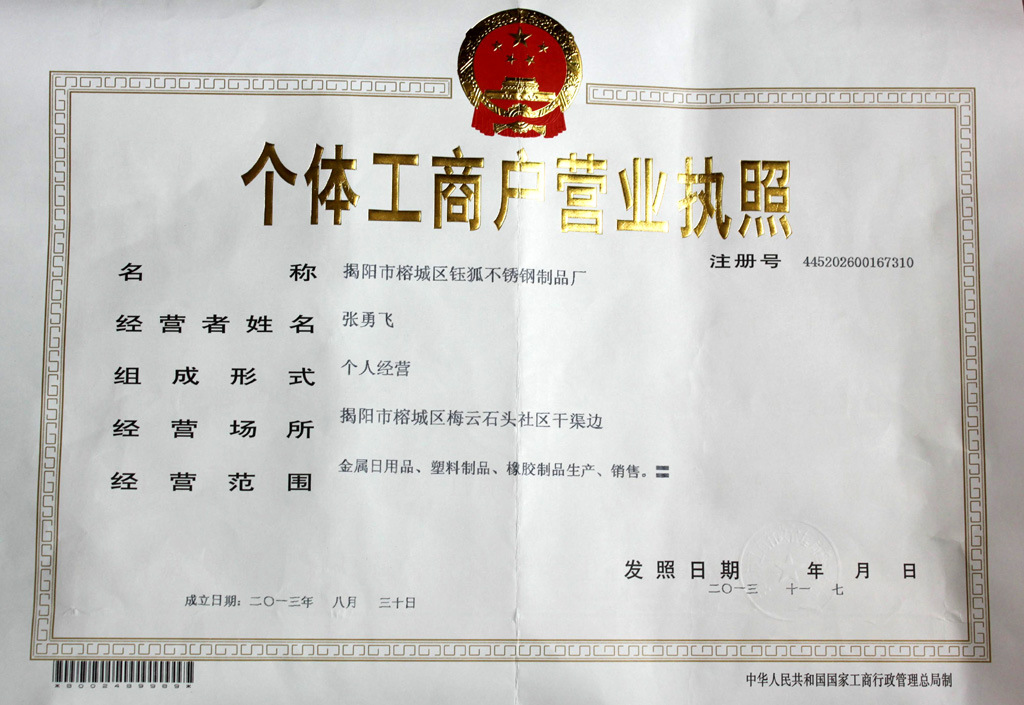 个体工商户营业执照
注册号 445202600167310
名称 揭阳市榕城区钰狐不锈钢制品厂
经营者姓名 张勇飞
组成形式 个人经营
经营场所 揭阳市榕城区梅云石头社区干渠边
经营范围 金属日用品、塑料制品、橡胶制品生产、销售。
发照日期 年 月 日
二〇一三 十一 七
成立日期：二〇一三年 八月 三十日
*8002489989*
中华人民共和国国家工商行政管理总局制